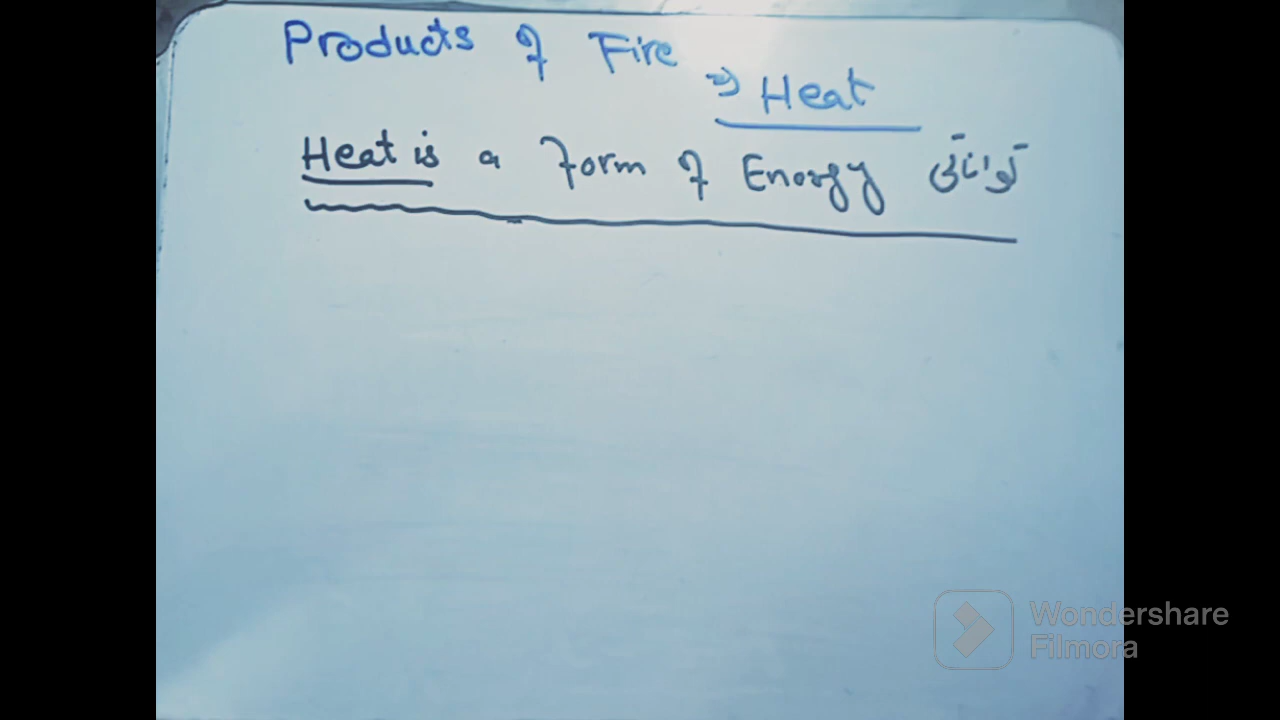 Products of Fire
⇒ Heat
Heat is a Form of Energy توانائی
Wondershare
Filmora